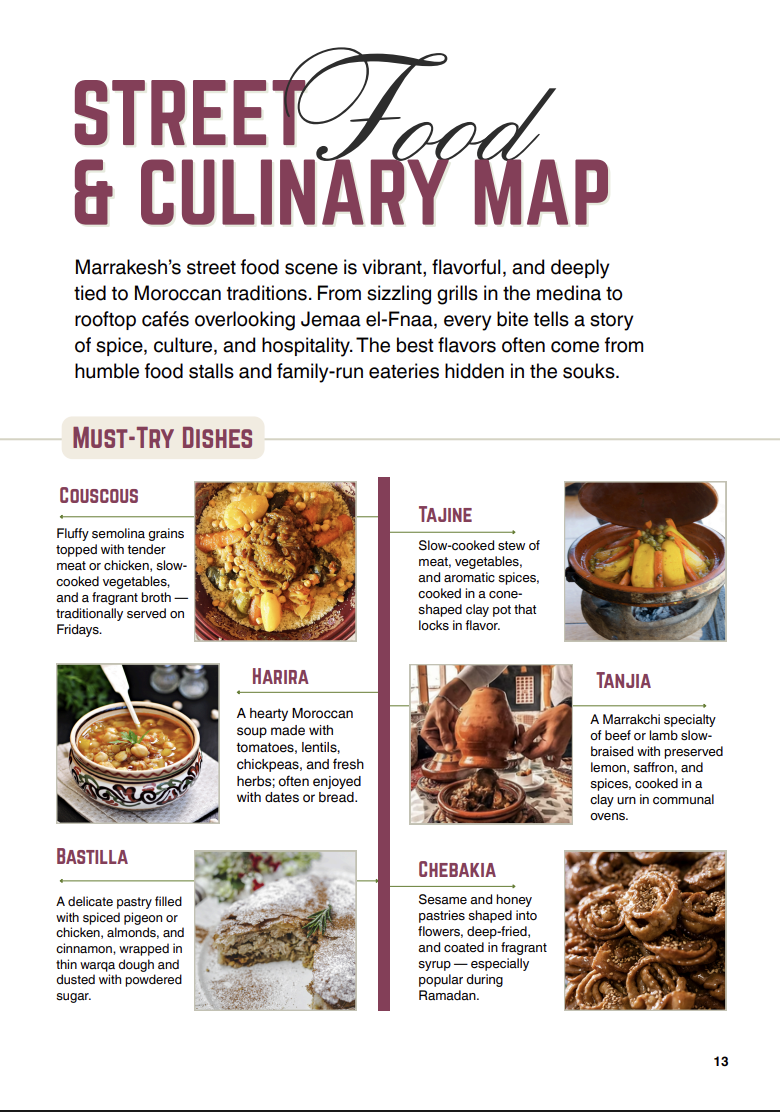 STREET Food
& CULINARY MAP
Marrakesh’s street food scene is vibrant, flavorful, and deeply
tied to Moroccan traditions. From sizzling grills in the medina to
rooftop cafés overlooking Jemaa el-Fnaa, every bite tells a story
of spice, culture, and hospitality. The best flavors often come from
humble food stalls and family-run eateries hidden in the souks.
MUST-TRY DISHES
COUSCOUS
Fluffy semolina grains
topped with tender
meat or chicken, slow-
cooked vegetables,
and a fragrant broth —
traditionally served on
Fridays.
TAJINE
Slow-cooked stew of
meat, vegetables,
and aromatic spices,
cooked in a cone-
shaped clay pot that
locks in flavor.
HARIRA
A hearty Moroccan
soup made with
tomatoes, lentils,
chickpeas, and fresh
herbs; often enjoyed
with dates or bread.
TANJIA
A Marrakchi specialty
of beef or lamb slow-
braised with preserved
lemon, saffron, and
spices, cooked in a
clay urn in communal
ovens.
BASTILLA
A delicate pastry filled
with spiced pigeon or
chicken, almonds, and
cinnamon, wrapped in
thin warqa dough and
dusted with powdered
sugar.
CHEBAKIA
Sesame and honey
pastries shaped into
flowers, deep-fried,
and coated in fragrant
syrup — especially
popular during
Ramadan.
13